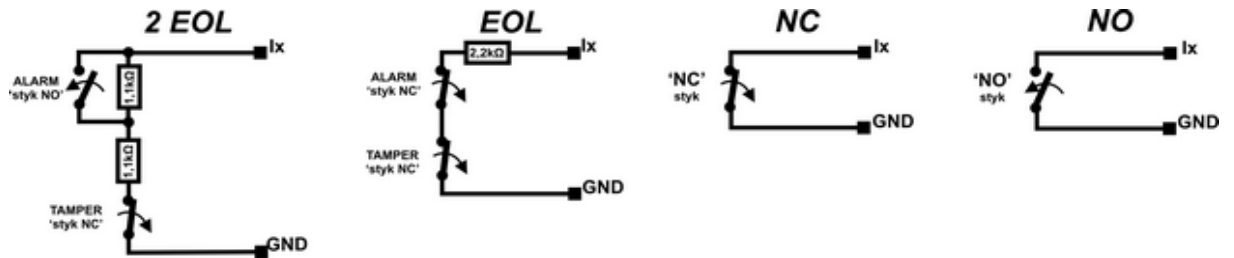 2 EOL
Ix
ALARM
'styk NO'
1,1kΩ
1,1kΩ
TAMPER
'styk NC'
GND
EOL
2,2kΩ
Ix
ALARM
'styk NC'
TAMPER
'styk NC'
GND
NC
Ix
'NC'
styk
GND
NO
Ix
'NO'
styk
GND